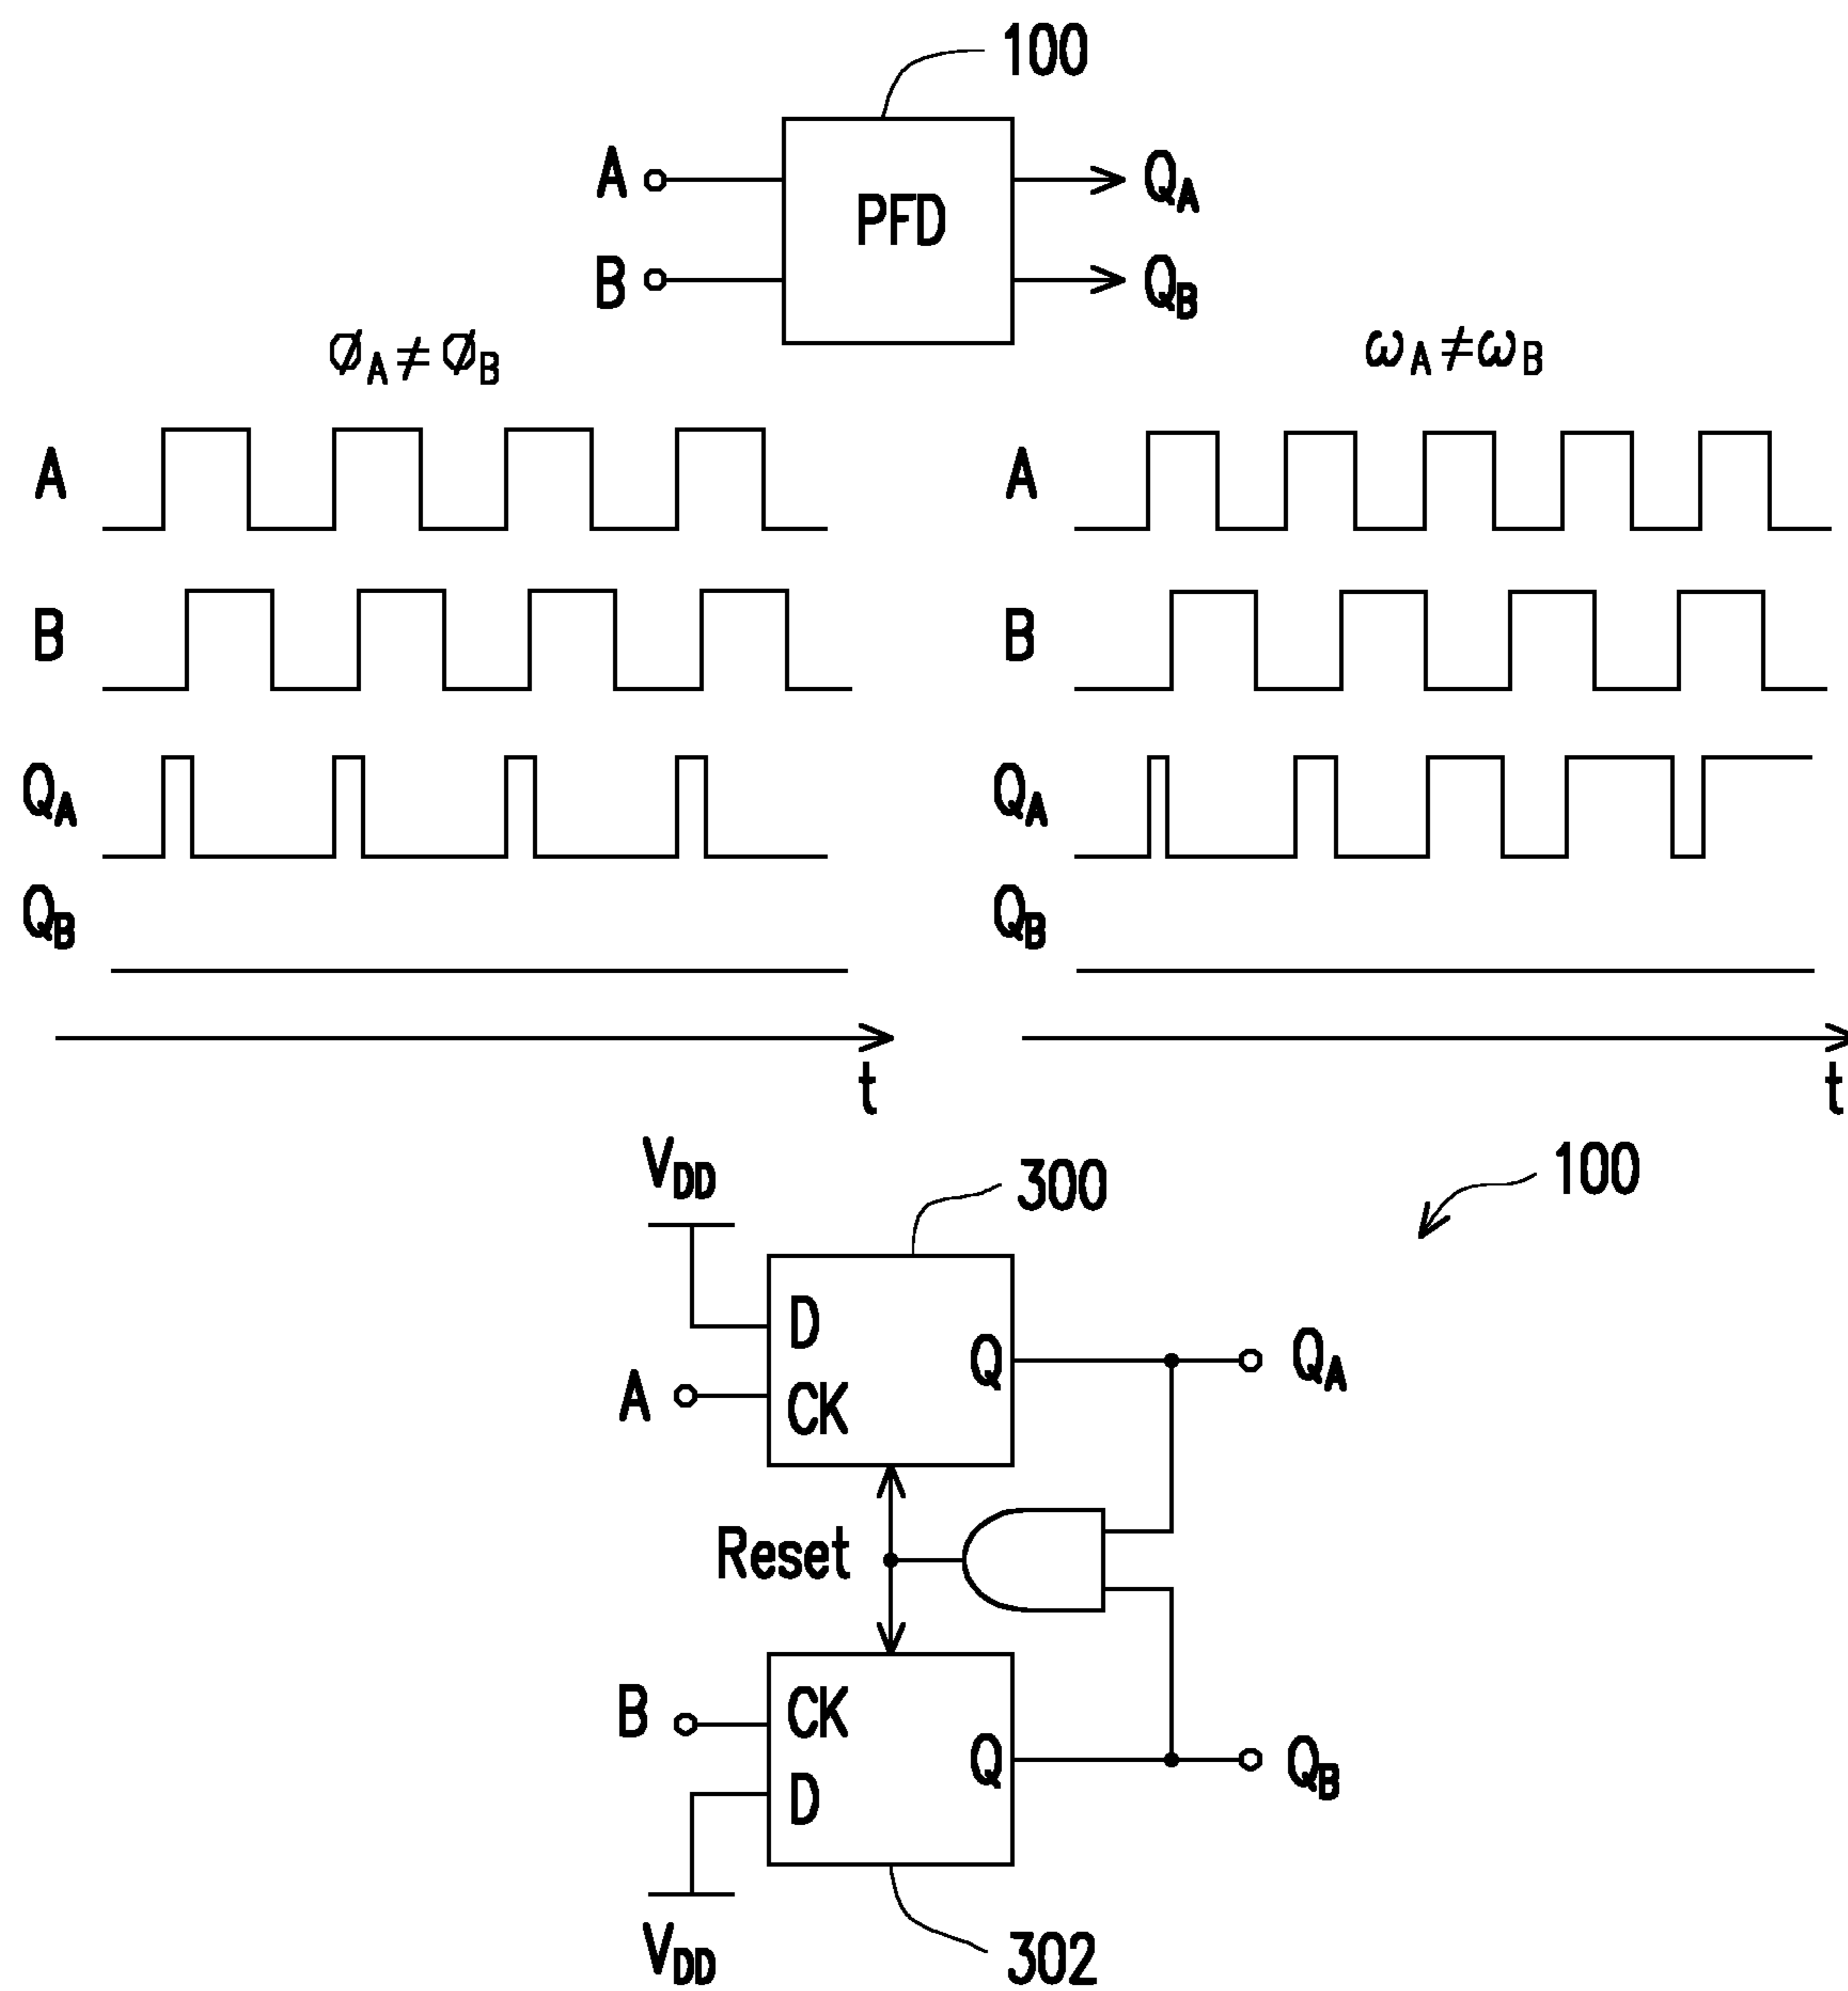 100
A
PFD
Q_A
B
Q_B
Ø_A≠Ø_B
ω_A≠ω_B
A
A
B
B
Q_A
Q_A
Q_B
Q_B
t
t
V_DD
300
100
D
Q
Q_A
A
CK
Reset
B
CK
Q
Q_B
D
V_DD
302